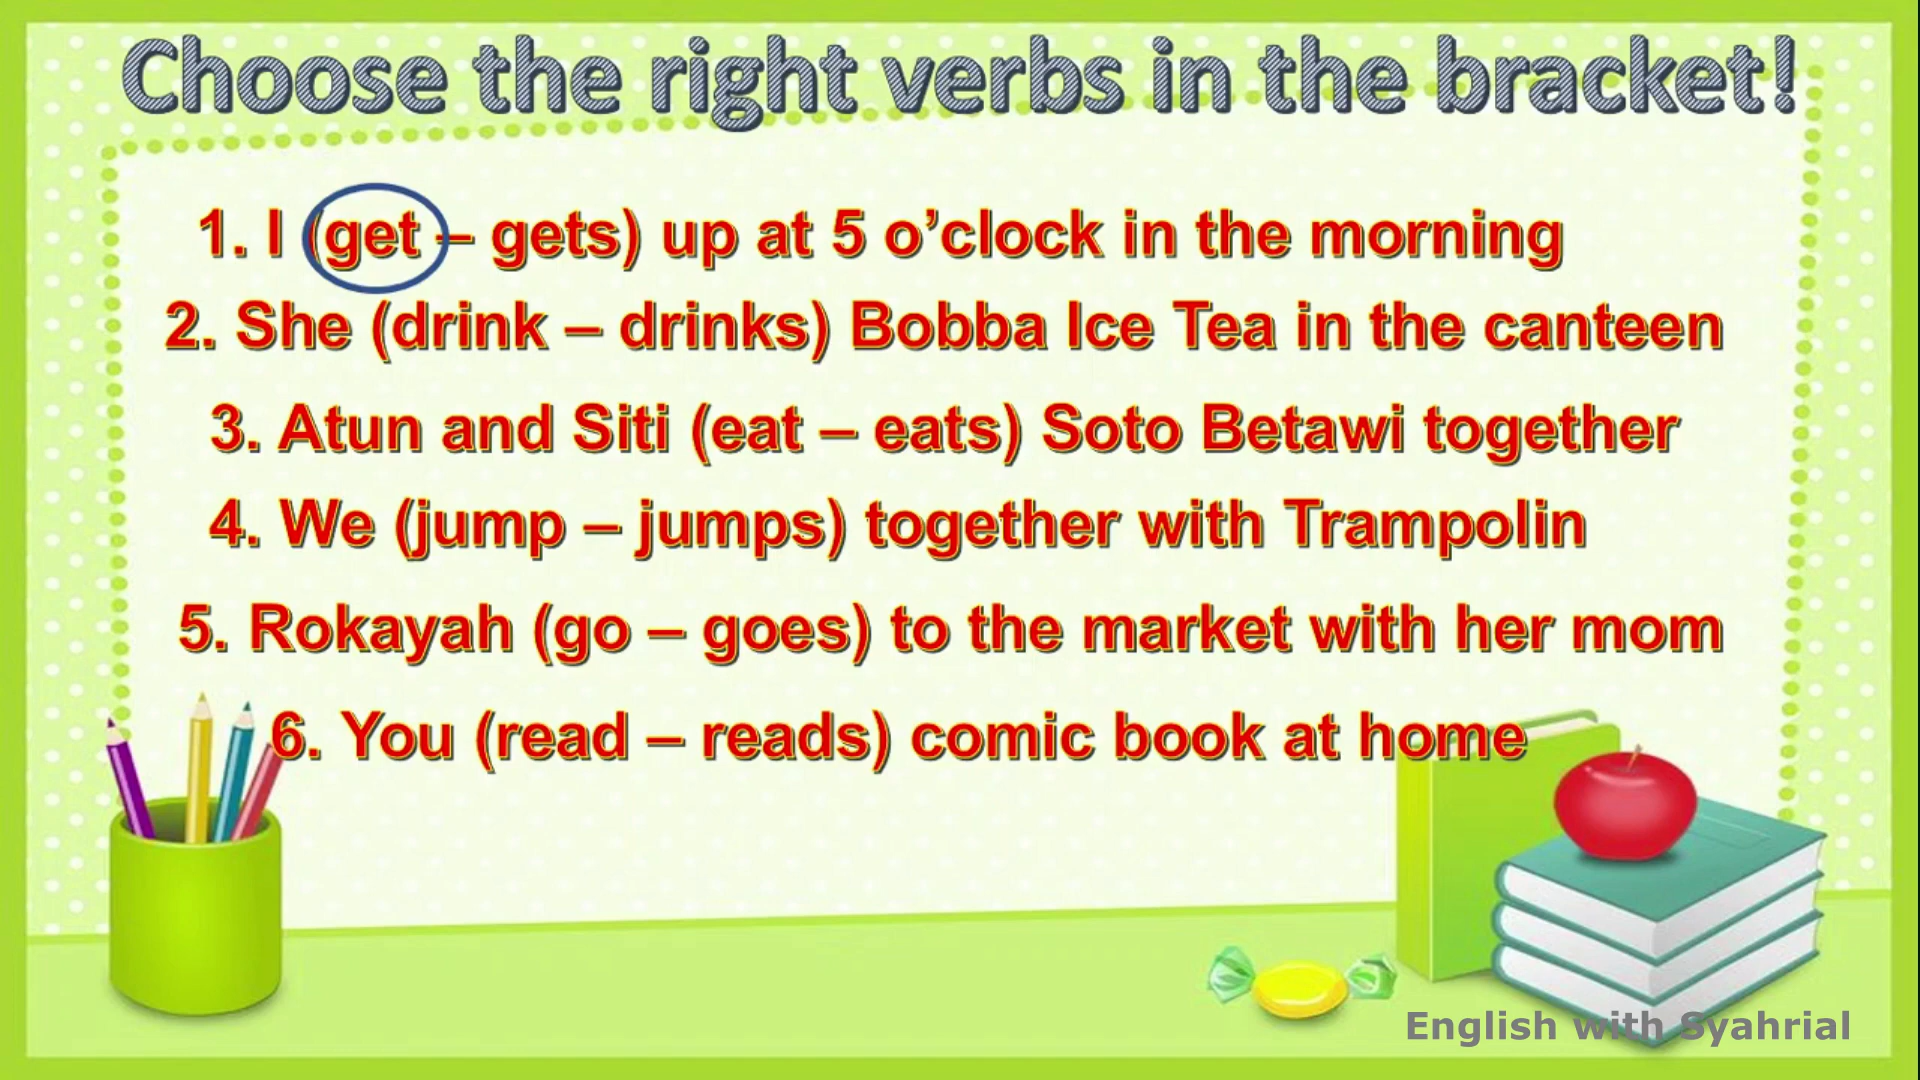 Choose the right verbs in the bracket!
1. I (get – gets) up at 5 o’clock in the morning
2. She (drink – drinks) Bobba Ice Tea in the canteen
3. Atun and Siti (eat – eats) Soto Betawi together
4. We (jump – jumps) together with Trampolin
5. Rokayah (go – goes) to the market with her mom
6. You (read – reads) comic book at home
English with Syahrial